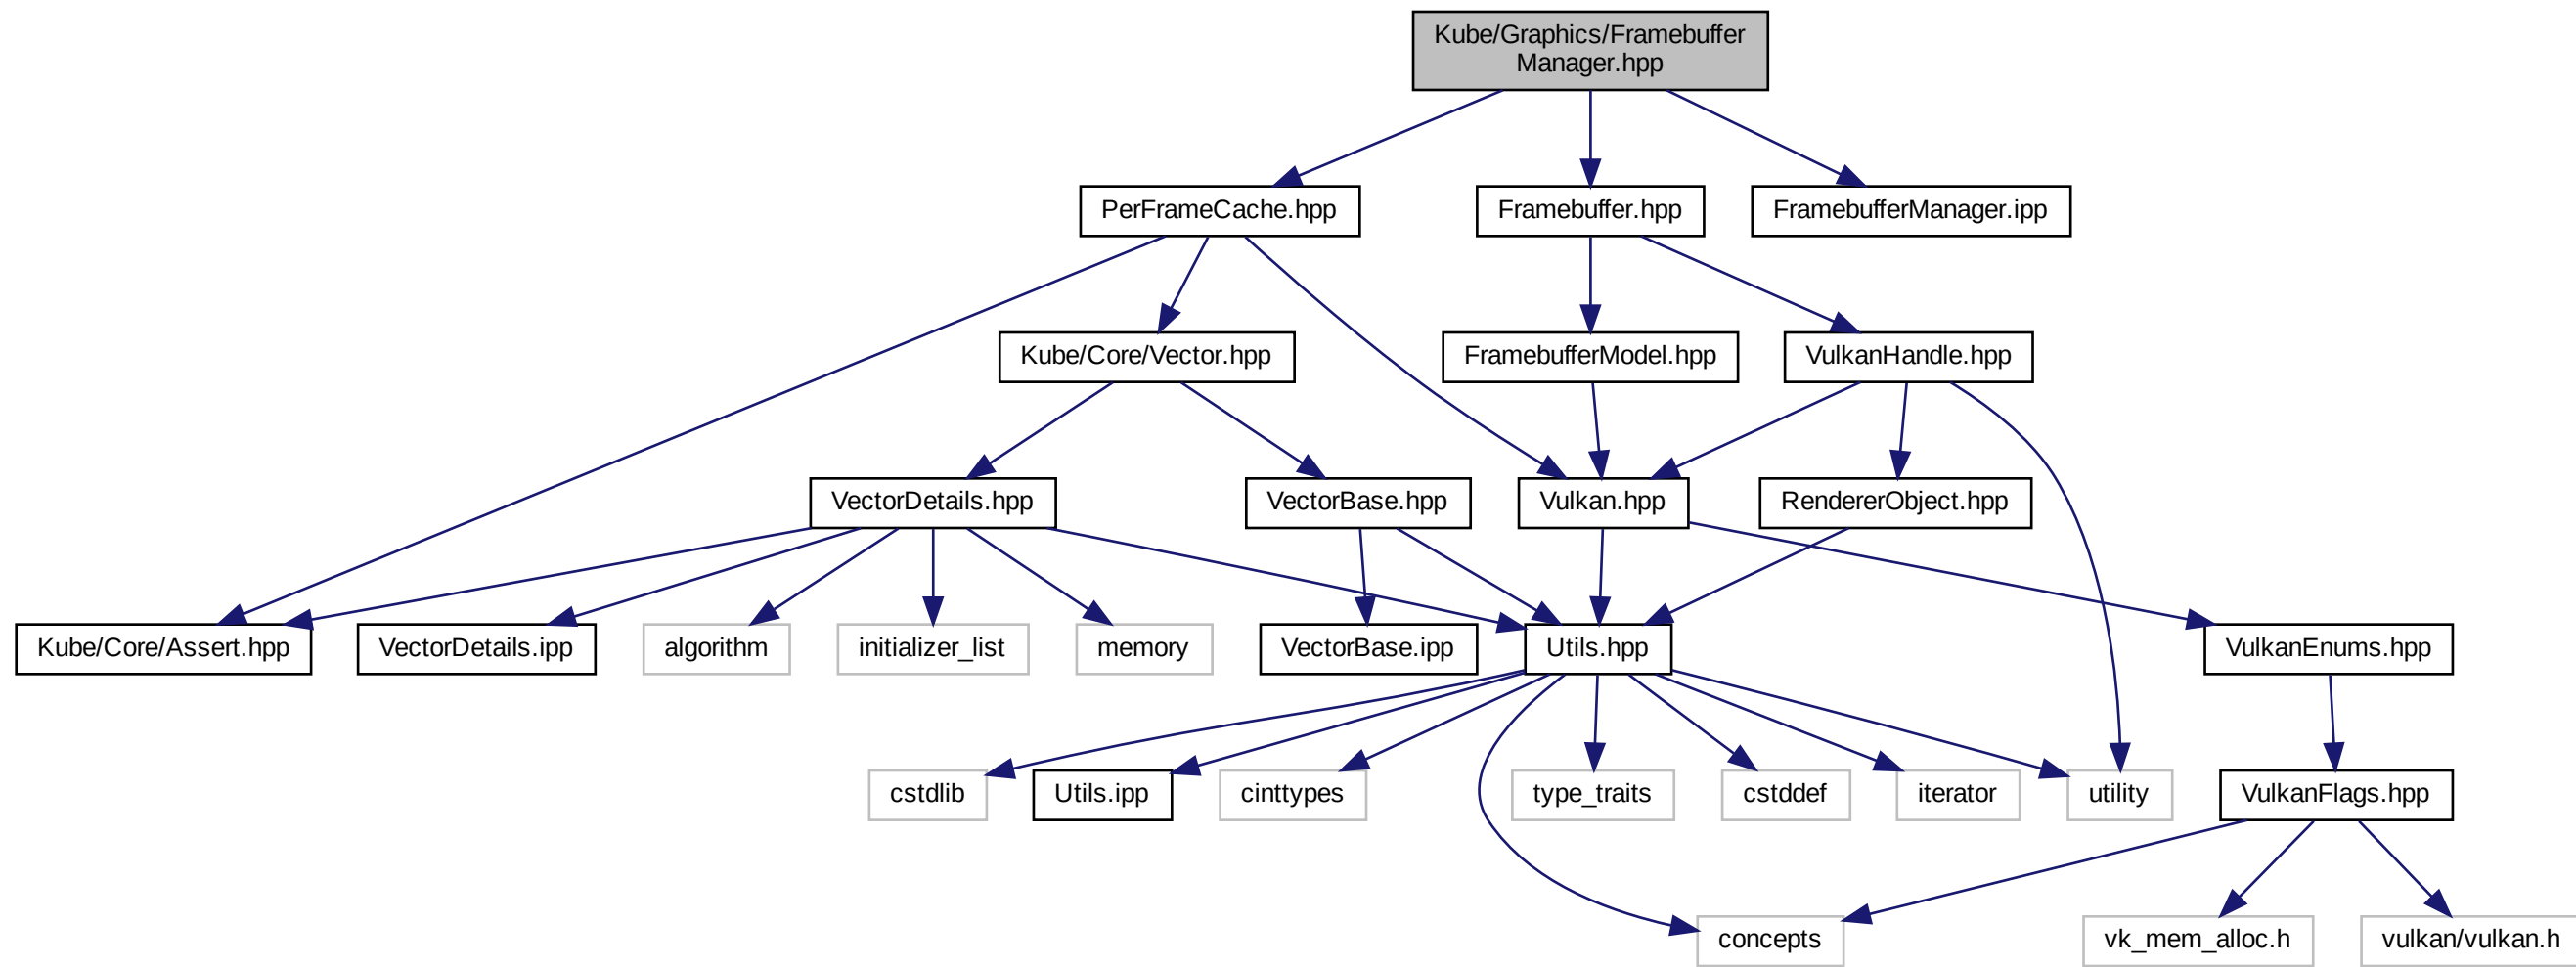 Kube/Graphics/Framebuffer
Manager.hpp
PerFrameCache.hpp
Framebuffer.hpp
FramebufferManager.ipp
Kube/Core/Vector.hpp
FramebufferModel.hpp
VulkanHandle.hpp
VectorDetails.hpp
VectorBase.hpp
Vulkan.hpp
RendererObject.hpp
Kube/Core/Assert.hpp
VectorDetails.ipp
algorithm
initializer_list
memory
VectorBase.ipp
Utils.hpp
VulkanEnums.hpp
cstdlib
Utils.ipp
cinttypes
type_traits
cstddef
iterator
utility
VulkanFlags.hpp
concepts
vk_mem_alloc.h
vulkan/vulkan.h